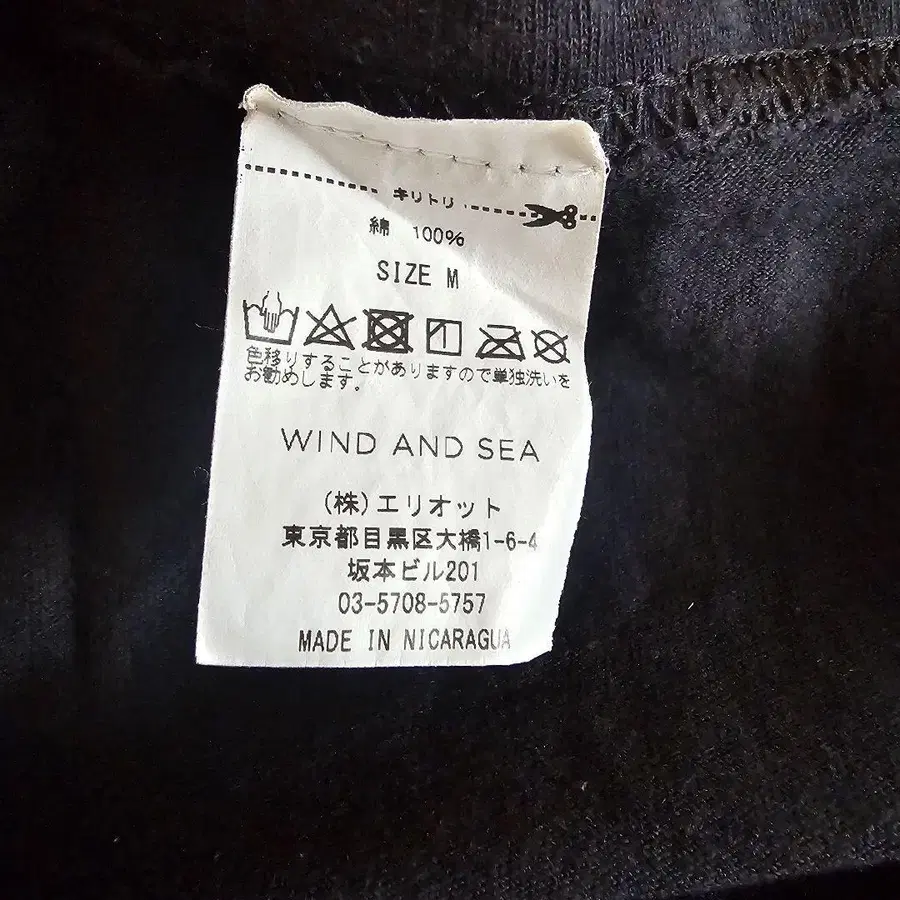 キリトリ
綿 100%
SIZE M
色移りすることがありますので単独洗いを
お勧めします。
WIND AND SEA
(株)エリオット
東京都目黒区大橋1-6-4
坂本ビル201
03-5708-5757
MADE IN NICARAGUA